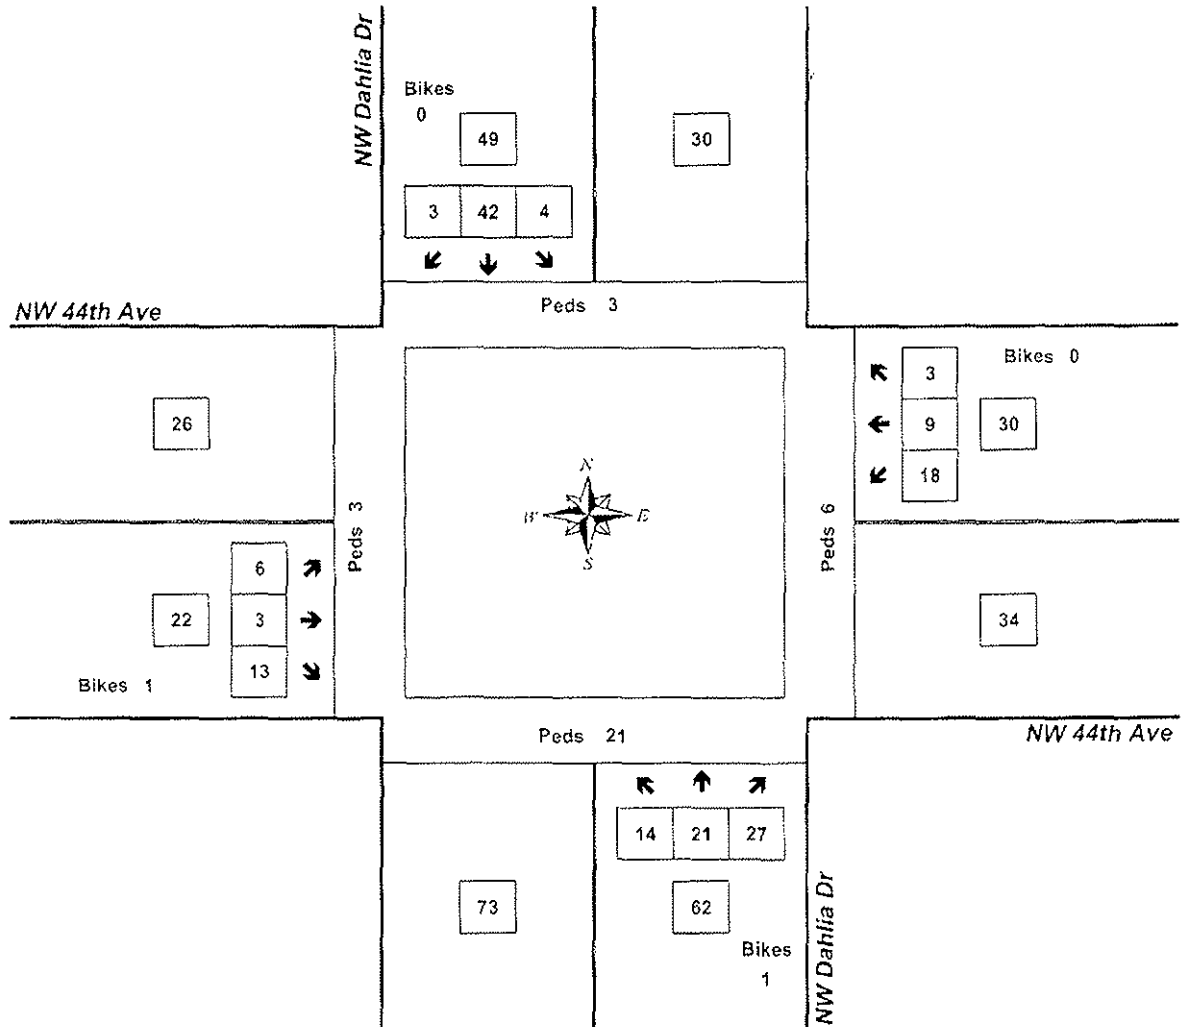 NW Dahlia Dr
Bikes
0
49
30
3 42 4
Peds 3
NW 44th Ave
Bikes 0
3
26
9 30
18
N
W E
S
Peds 3
Peds 6
6
22 3
34
13
Bikes 1
Peds 21
NW 44th Ave
14 21 27
73
62
Bikes
1
NW Dahlia Dr